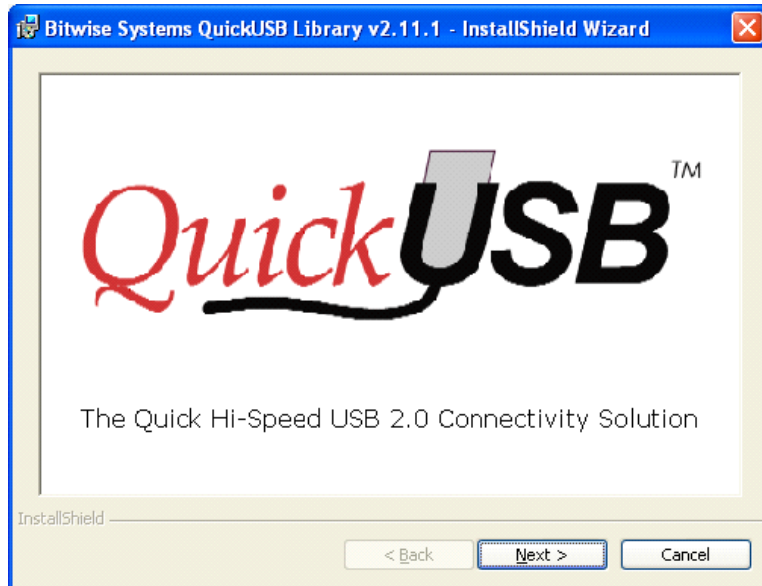 Bitwise Systems QuickUSB Library v2.11.1 - InstallShield Wizard
QuickUSB TM
The Quick Hi-Speed USB 2.0 Connectivity Solution
InstallShield
< Back Next > Cancel